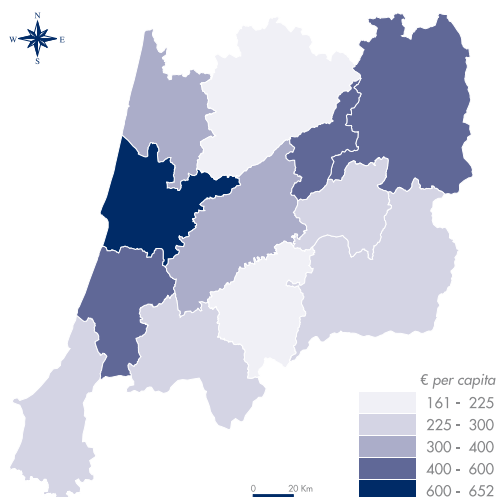 N
W E
S
€ per capita
161 - 225
225 - 300
300 - 400
400 - 600
600 - 652
0 20 Km